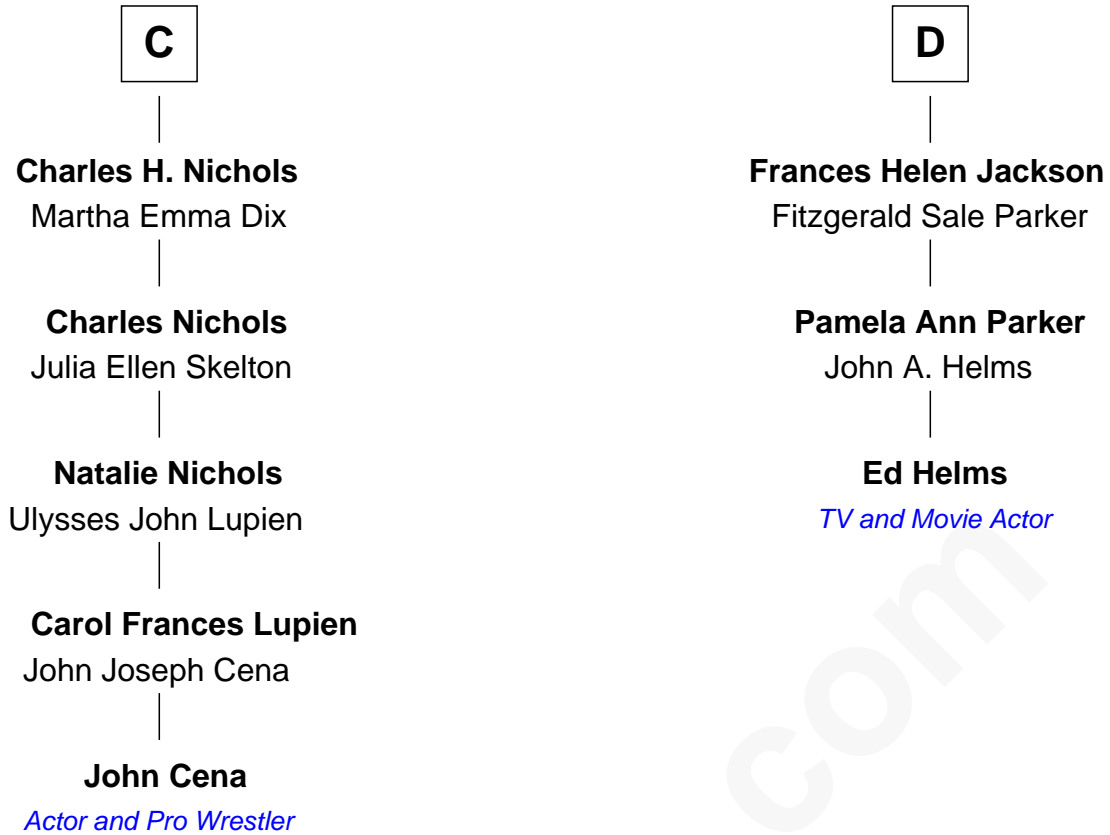 C
Charles H. Nichols
Martha Emma Dix
Charles Nichols
Julia Ellen Skelton
Natalie Nichols
Ulysses John Lupien
Carol Frances Lupien
John Joseph Cena
John Cena
Actor and Pro Wrestler
D
Frances Helen Jackson
Fitzgerald Sale Parker
Pamela Ann Parker
John A. Helms
Ed Helms
TV and Movie Actor
com